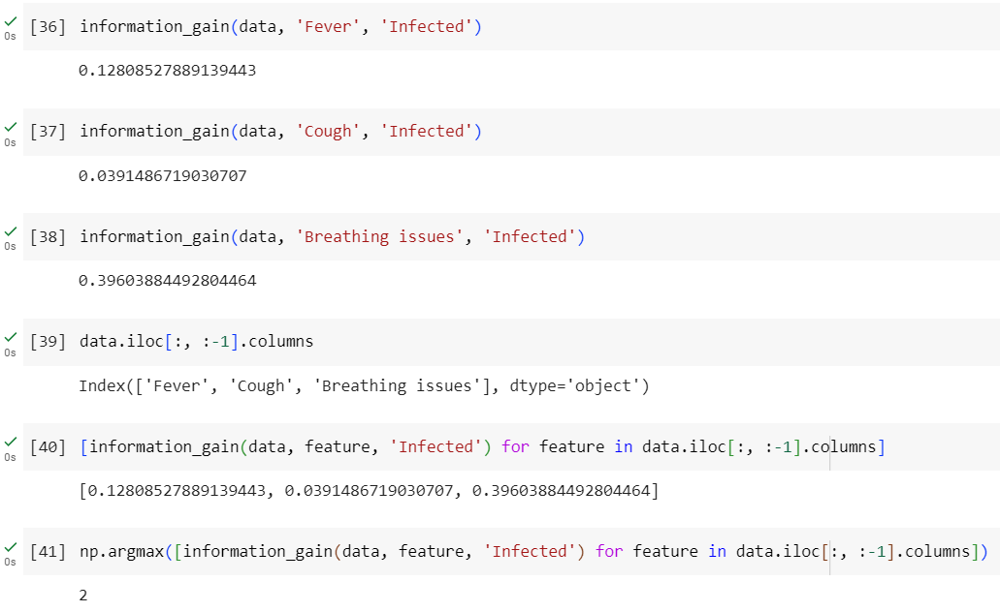 [36] information_gain(data, 'Fever', 'Infected')
0s
0.12808527889139443
[37] information_gain(data, 'Cough', 'Infected')
0s
0.0391486719030707
[38] information_gain(data, 'Breathing issues', 'Infected')
0s
0.39603884492804464
[39] data.iloc[:, :-1].columns
0s
Index(['Fever', 'Cough', 'Breathing issues'], dtype='object')
[40] [information_gain(data, feature, 'Infected') for feature in data.iloc[:, :-1].columns]
0s
[0.12808527889139443, 0.0391486719030707, 0.39603884492804464]
[41] np.argmax([information_gain(data, feature, 'Infected') for feature in data.iloc[:, :-1].columns])
0s
2